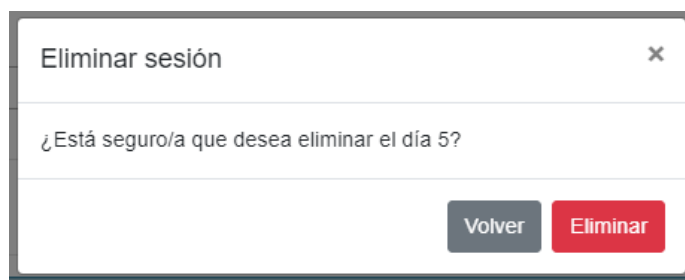 Eliminar sesión ×
¿Está seguro/a que desea eliminar el día 5?
Volver Eliminar